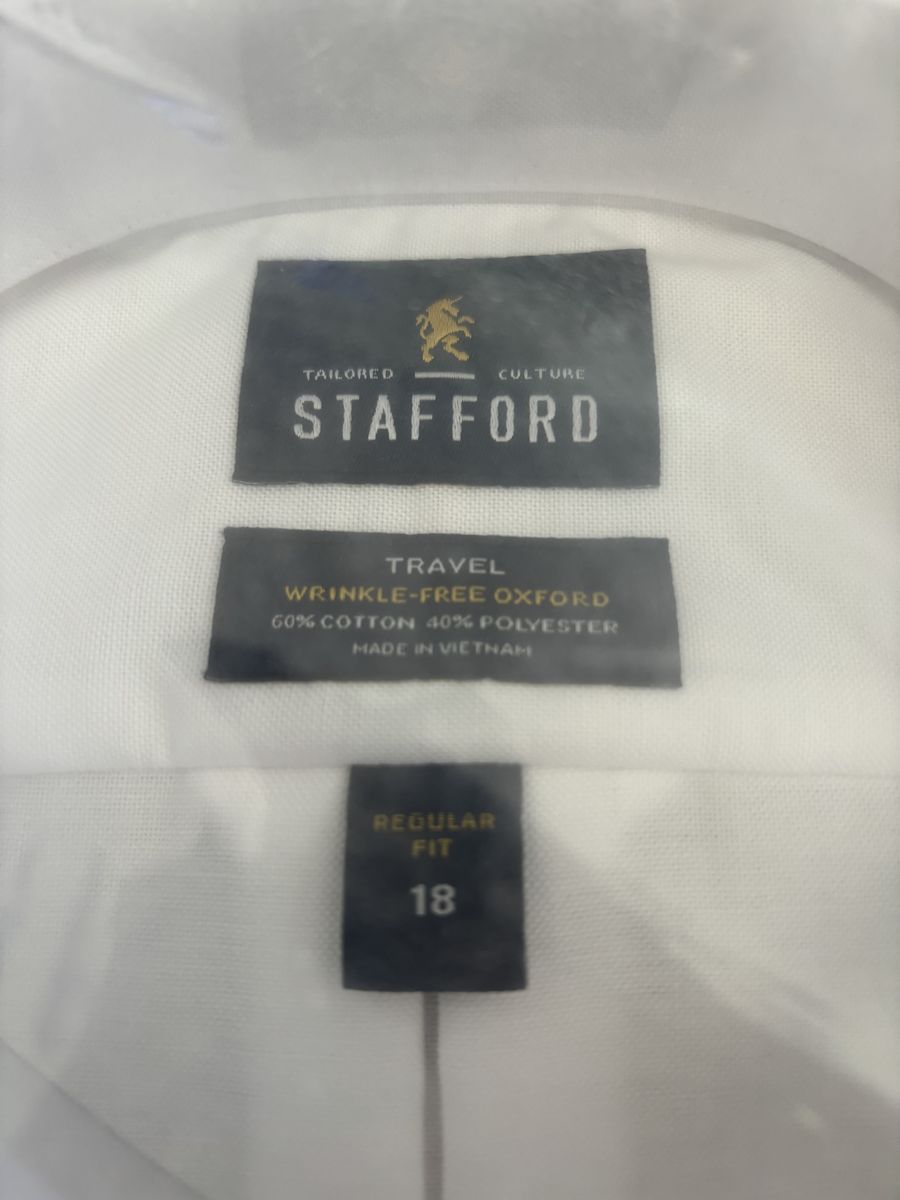 TAILORED CULTURE
STAFFORD
TRAVEL
WRINKLE-FREE OXFORD
60% COTTON 40% POLYESTER
MADE IN VIETNAM
REGULAR
FIT
18